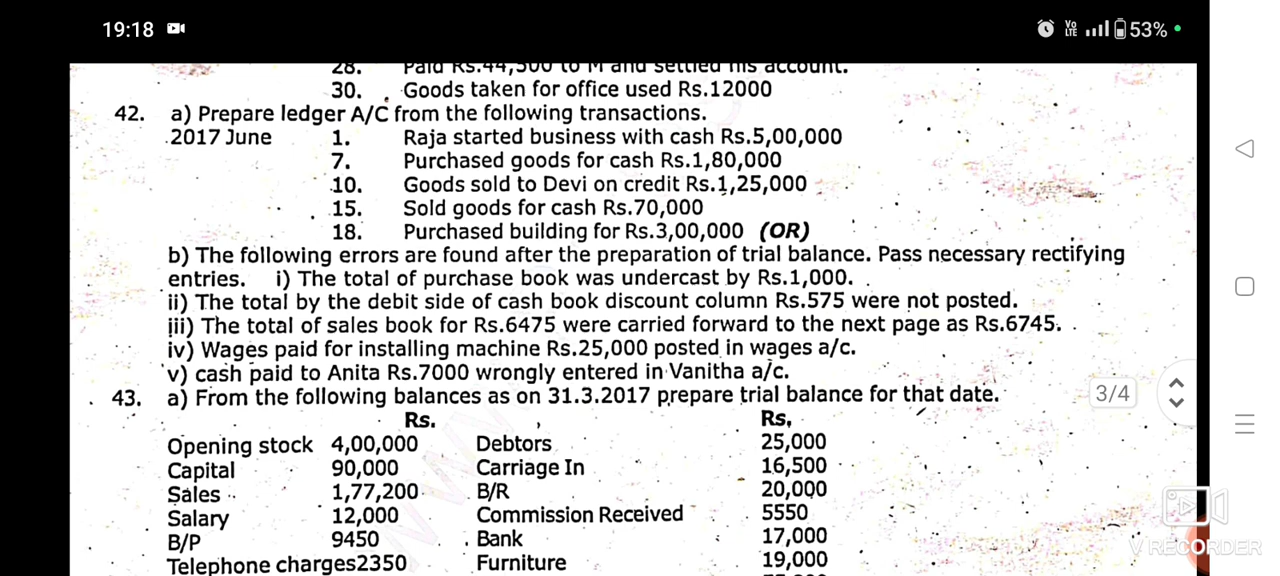 19:18
Vo LTE 53%
28. Paid Rs.44,500 to M and settled his account.
30. Goods taken for office used Rs.12000
42. a) Prepare ledger A/C from the following transactions.
2017 June 1. Raja started business with cash Rs.5,00,000
7. Purchased goods for cash Rs.1,80,000
10. Goods sold to Devi on credit Rs.1,25,000
15. Sold goods for cash Rs.70,000
18. Purchased building for Rs.3,00,000 (OR)
b) The following errors are found after the preparation of trial balance. Pass necessary rectifying
entries. i) The total of purchase book was undercast by Rs.1,000.
ii) The total by the debit side of cash book discount column Rs.575 were not posted.
iii) The total of sales book for Rs.6475 were carried forward to the next page as Rs.6745.
iv) Wages paid for installing machine Rs.25,000 posted in wages a/c.
v) cash paid to Anita Rs.7000 wrongly entered in Vanitha a/c.
43. a) From the following balances as on 31.3.2017 prepare trial balance for that date.
3/4
Rs. Rs,
Opening stock 4,00,000 Debtors 25,000
Capital 90,000 Carriage In 16,500
Sales 1,77,200 B/R 20,000
Salary 12,000 Commission Received 5550
B/P 9450 Bank 17,000
Telephone charges2350 Furniture 19,000
V RECORDER